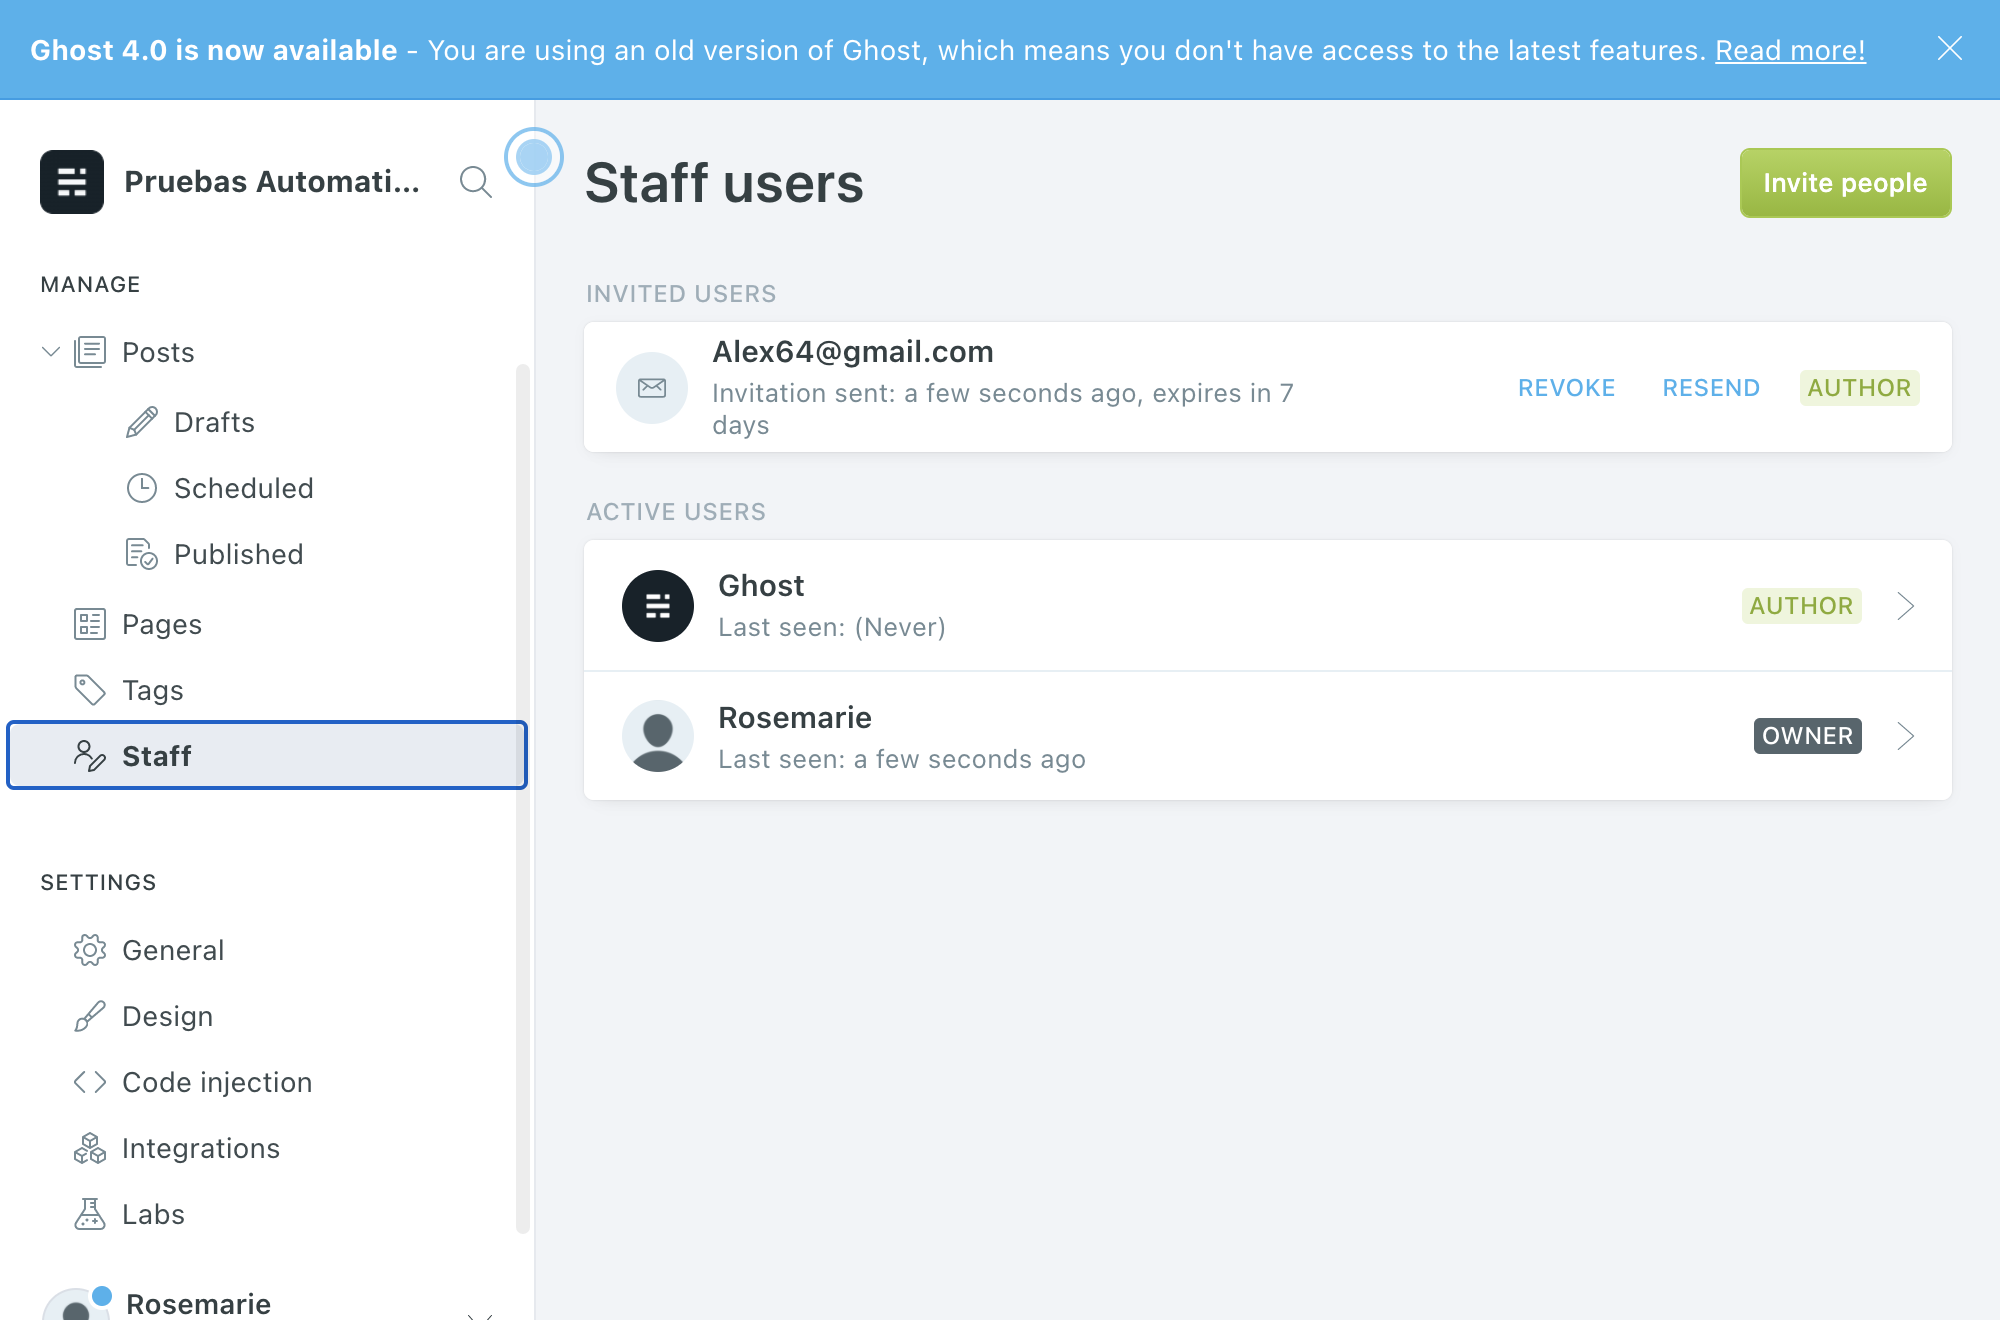 Ghost 4.0 is now available - You are using an old version of Ghost, which means you don't have access to the latest features. Read more!
Pruebas Automati...
MANAGE
Posts
Drafts
Scheduled
Published
Pages
Tags
Staff
SETTINGS
General
Design
Code injection
Integrations
Labs
Rosemarie
Staff users
Invite people
INVITED USERS
Alex64@gmail.com
Invitation sent: a few seconds ago, expires in 7
days
REVOKE
RESEND
AUTHOR
ACTIVE USERS
Ghost
Last seen: (Never)
AUTHOR
Rosemarie
Last seen: a few seconds ago
OWNER